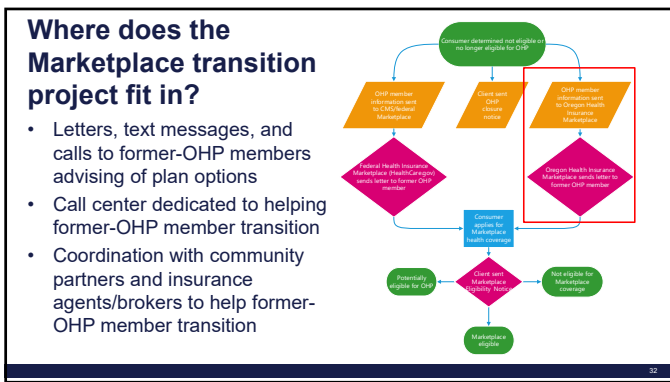 Where does the
Marketplace transition
project fit in?
• Letters, text messages, and
calls to former-OHP members
advising of plan options
• Call center dedicated to helping
former-OHP member transition
• Coordination with community
partners and insurance
agents/brokers to help former-
OHP member transition
Consumer determined not eligible or
no longer eligible for OHP
OHP member
information sent
to CMS/federal
Marketplace
Client sent
OHP
closure
notice
OHP member
information sent
to Oregon Health
Insurance
Marketplace
Federal Health Insurance
Marketplace (HealthCare.gov)
sends letter to former OHP
member
Oregon Health Insurance
Marketplace sends letter to
former OHP member
Consumer
applies for
Marketplace
health coverage
Potentially
eligible for OHP
Client sent
Marketplace
Eligibility Notice
Not eligible for
Marketplace
coverage
Marketplace
eligible
32